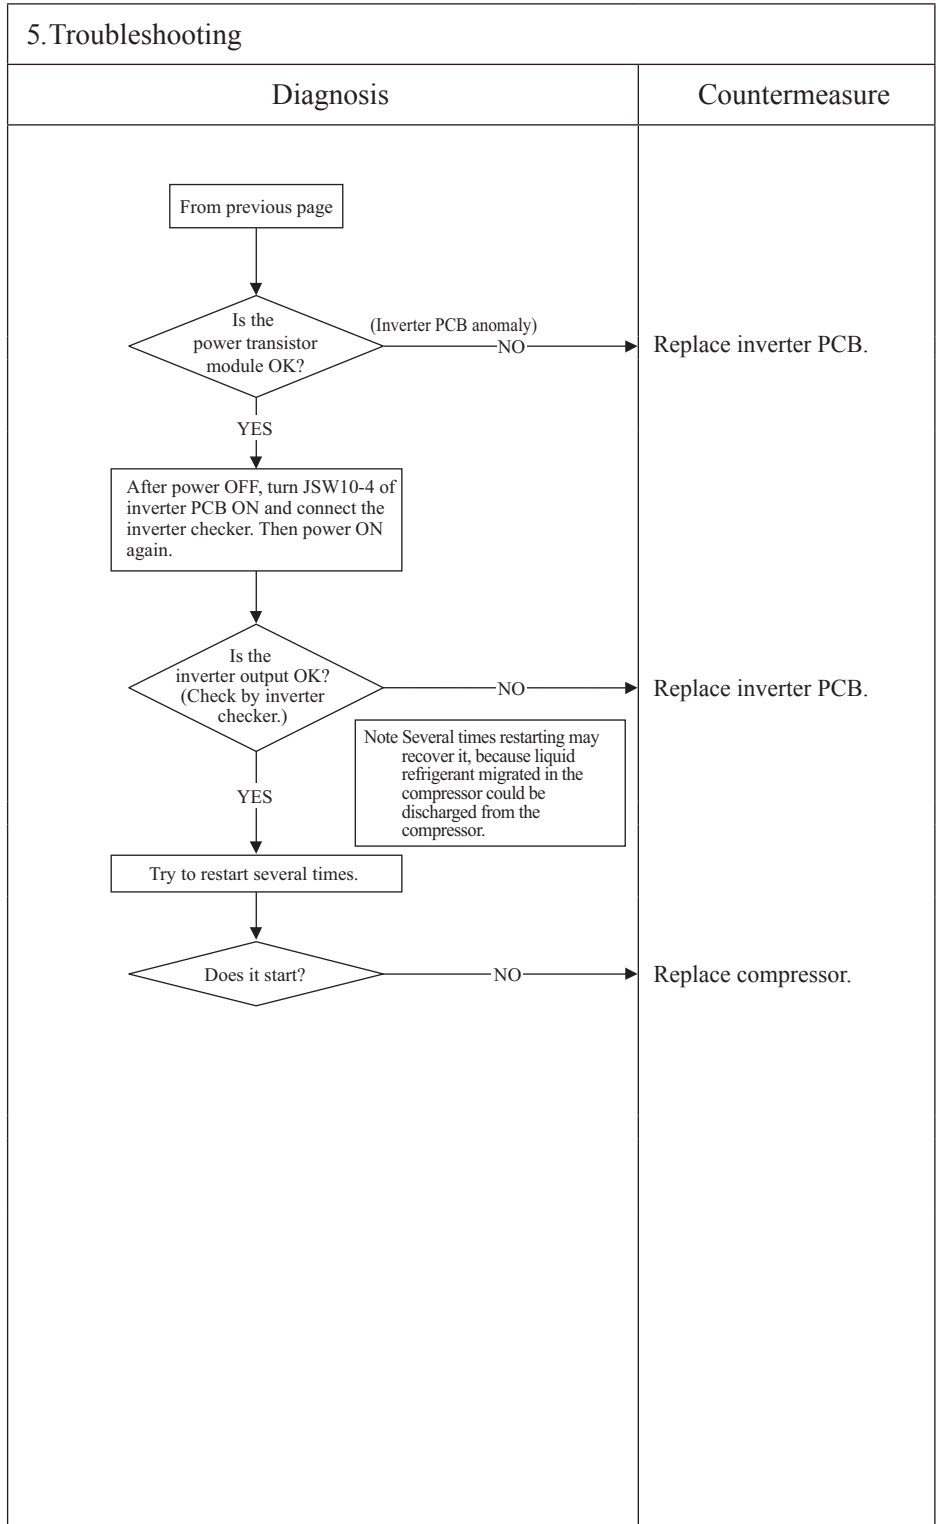 5.Troubleshooting
Diagnosis
Countermeasure
From previous page
Is the
power transistor
module OK?
(Inverter PCB anomaly)
NO
Replace inverter PCB.
YES
After power OFF, turn JSW10-4 of
inverter PCB ON and connect the
inverter checker. Then power ON
again.
Is the
inverter output OK?
(Check by inverter
checker.)
NO
Replace inverter PCB.
Note Several times restarting may
recover it, because liquid
refrigerant migrated in the
compressor could be
discharged from the
compressor.
YES
Try to restart several times.
Does it start?
NO
Replace compressor.